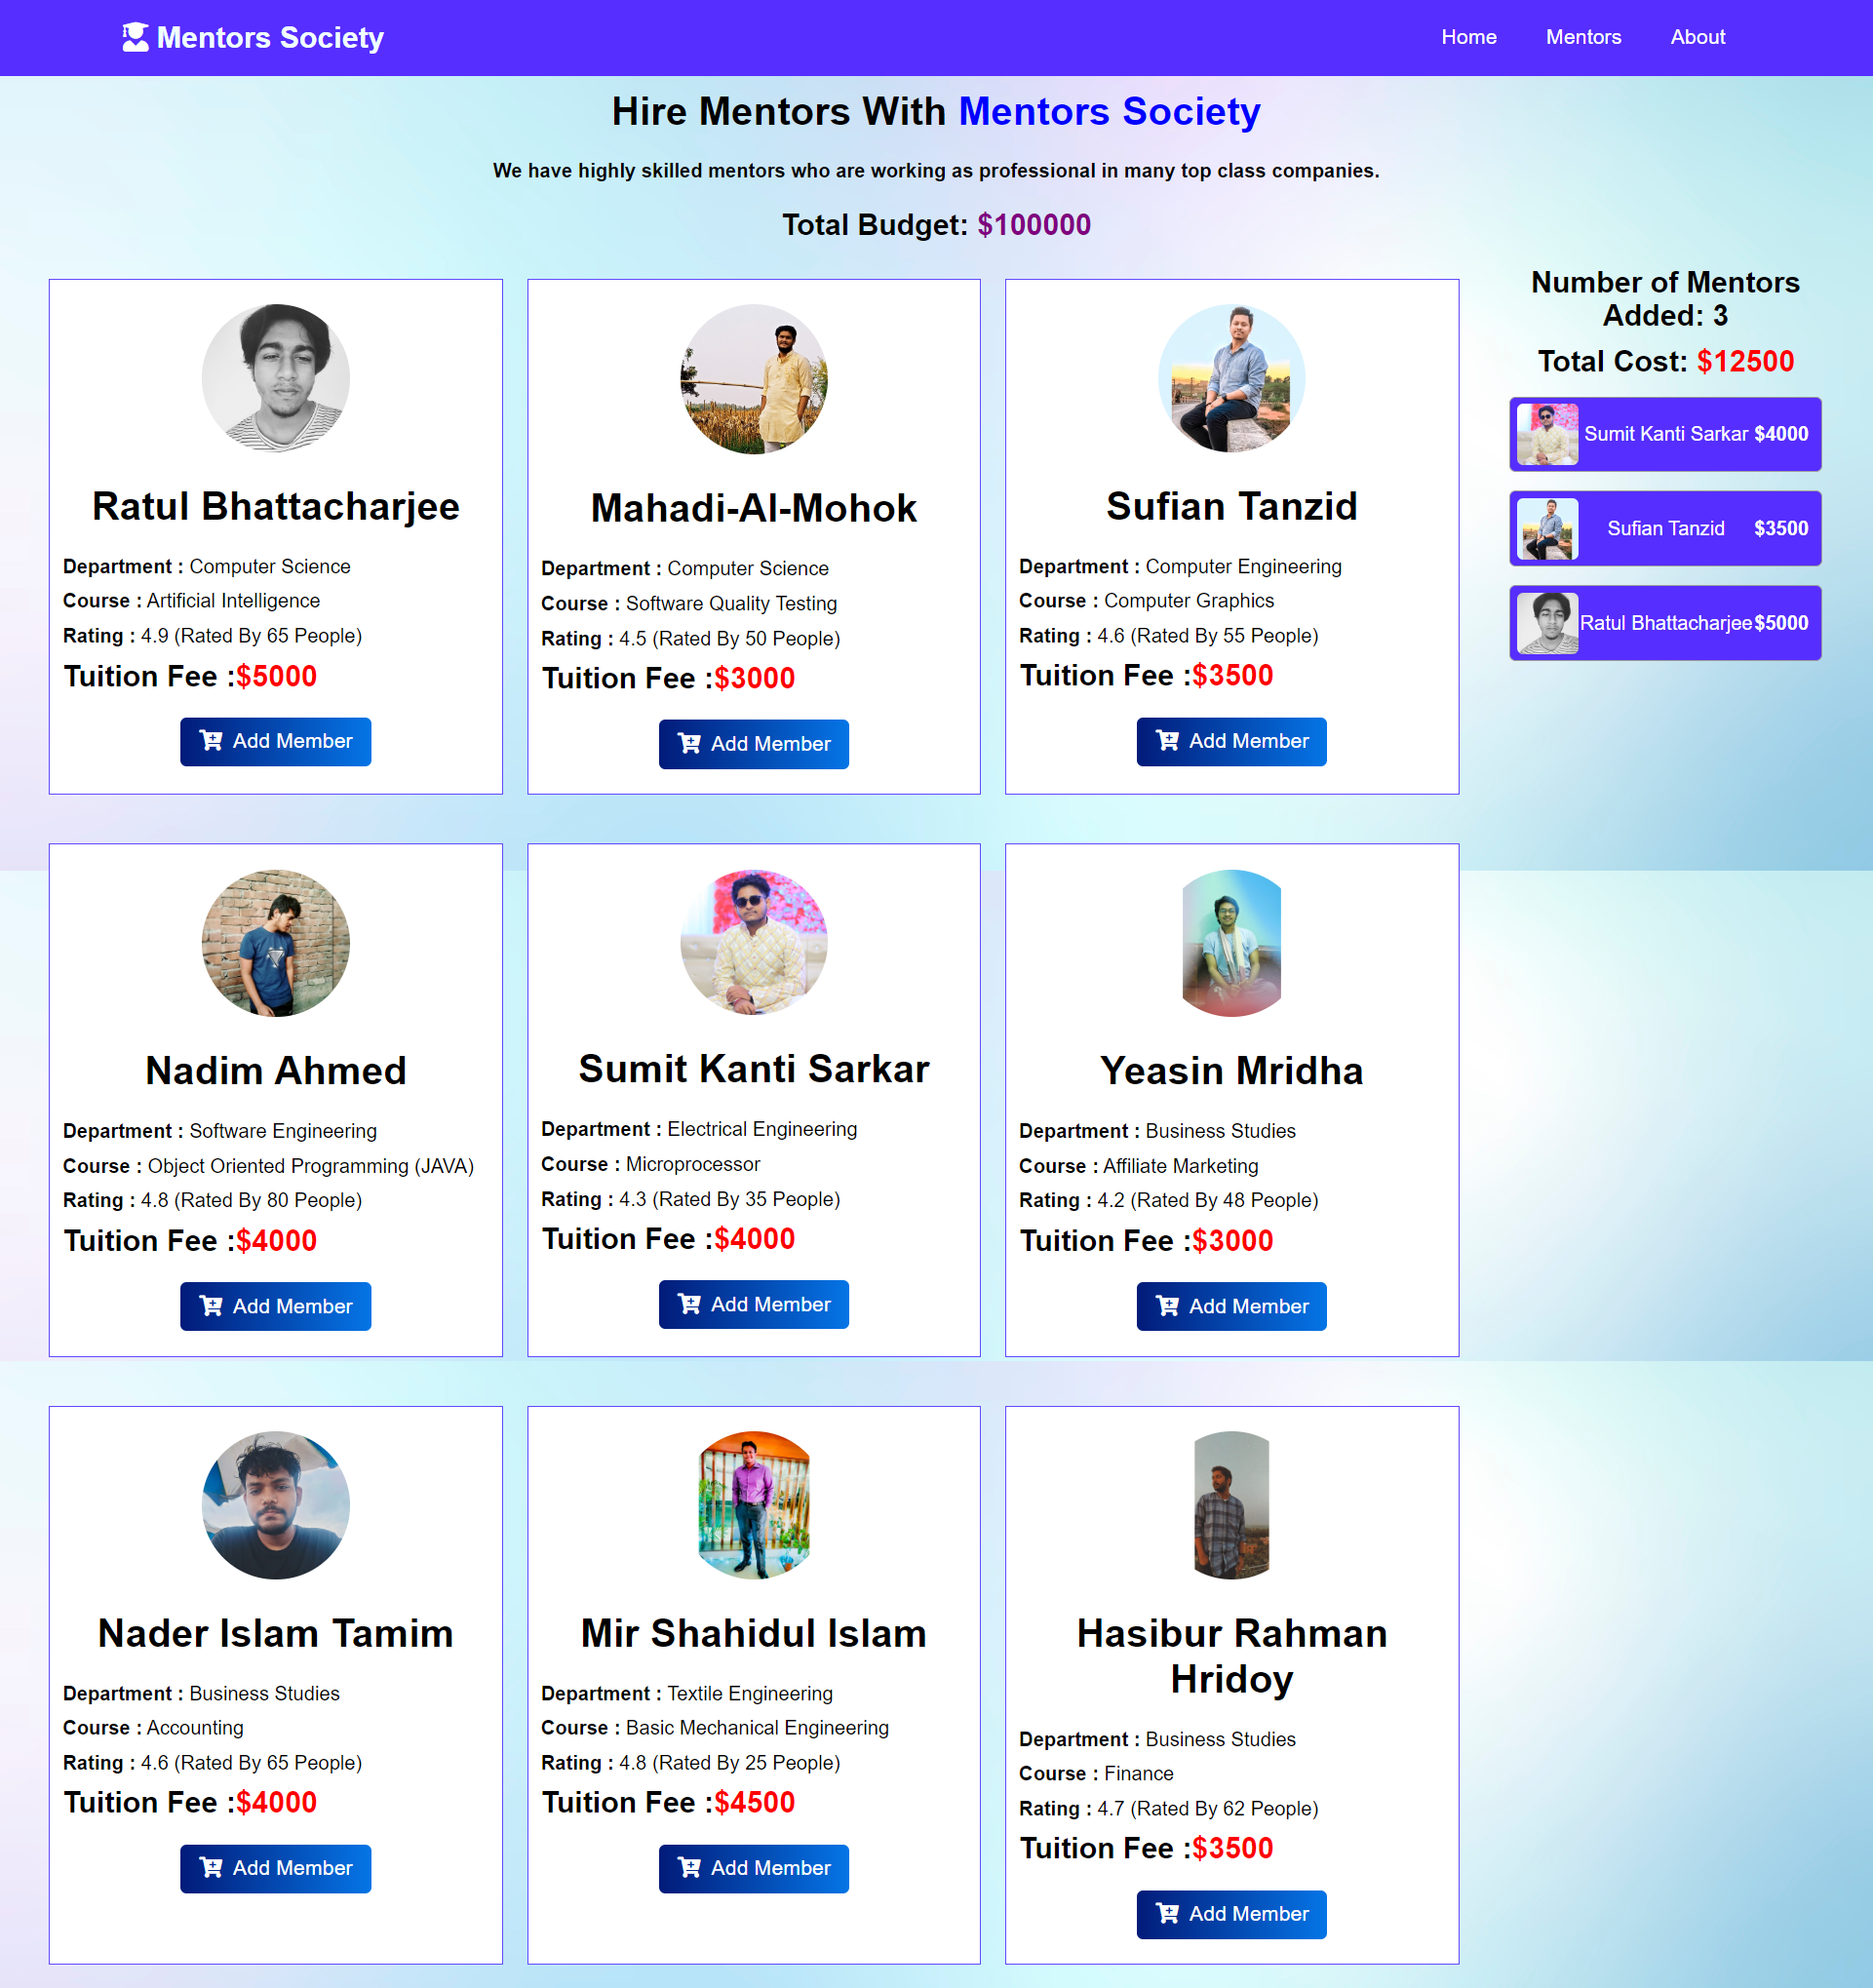 Mentors Society
Home
Mentors
About
Hire Mentors With Mentors Society
We have highly skilled mentors who are working as professional in many top class companies.
Total Budget: $100000
Ratul Bhattacharjee
Department : Computer Science
Course : Artificial Intelligence
Rating : 4.9 (Rated By 65 People)
Tuition Fee :$5000
Add Member
Mahadi-Al-Mohok
Department : Computer Science
Course : Software Quality Testing
Rating : 4.5 (Rated By 50 People)
Tuition Fee :$3000
Add Member
Sufian Tanzid
Department : Computer Engineering
Course : Computer Graphics
Rating : 4.6 (Rated By 55 People)
Tuition Fee :$3500
Add Member
Number of Mentors
Added: 3
Total Cost: $12500
Sumit Kanti Sarkar $4000
Sufian Tanzid $3500
Ratul Bhattacharjee $5000
Nadim Ahmed
Department : Software Engineering
Course : Object Oriented Programming (JAVA)
Rating : 4.8 (Rated By 80 People)
Tuition Fee :$4000
Add Member
Sumit Kanti Sarkar
Department : Electrical Engineering
Course : Microprocessor
Rating : 4.3 (Rated By 35 People)
Tuition Fee :$4000
Add Member
Yeasin Mridha
Department : Business Studies
Course : Affiliate Marketing
Rating : 4.2 (Rated By 48 People)
Tuition Fee :$3000
Add Member
Nader Islam Tamim
Department : Business Studies
Course : Accounting
Rating : 4.6 (Rated By 65 People)
Tuition Fee :$4000
Add Member
Mir Shahidul Islam
Department : Textile Engineering
Course : Basic Mechanical Engineering
Rating : 4.8 (Rated By 25 People)
Tuition Fee :$4500
Add Member
Hasibur Rahman
Hridoy
Department : Business Studies
Course : Finance
Rating : 4.7 (Rated By 62 People)
Tuition Fee :$3500
Add Member